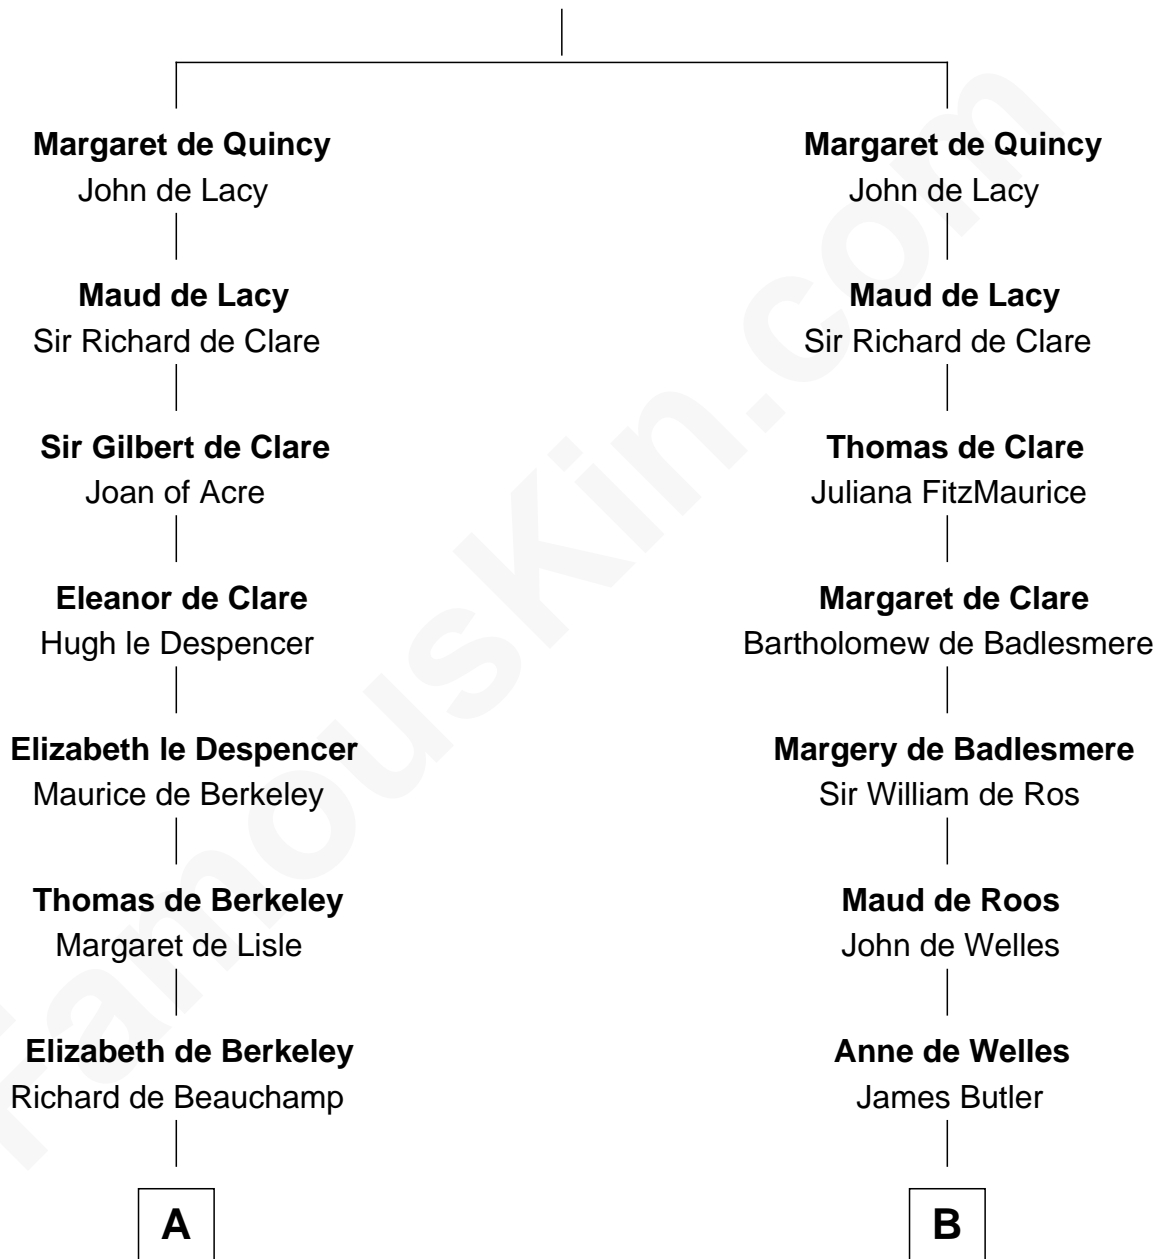 Margaret de Quincy
John de Lacy
Maud de Lacy
Sir Richard de Clare
Sir Gilbert de Clare
Joan of Acre
Eleanor de Clare
Hugh le Despencer
Elizabeth le Despencer
Maurice de Berkeley
Thomas de Berkeley
Margaret de Lisle
Elizabeth de Berkeley
Richard de Beauchamp
A
Margaret de Quincy
John de Lacy
Maud de Lacy
Sir Richard de Clare
Thomas de Clare
Juliana FitzMaurice
Margaret de Clare
Bartholomew de Badlesmere
Margery de Badlesmere
Sir William de Ros
Maud de Roos
John de Welles
Anne de Welles
James Butler
B
FamousKin.com